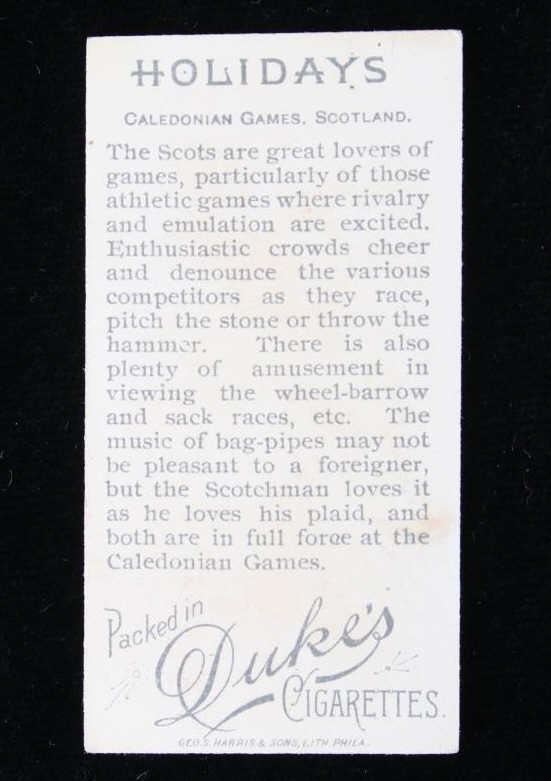 HOLIDAYS
CALEDONIAN GAMES, SCOTLAND.
The Scots are great lovers of
games, particularly of those
athletic games where rivalry
and emulation are excited.
Enthusiastic crowds cheer
and denounce the various
competitors as they race,
pitch the stone or throw the
hammer. There is also
plenty of amusement in
viewing the wheel-barrow
and sack races, etc. The
music of bag-pipes may not
be pleasant to a foreigner,
but the Scotchman loves it
as he loves his plaid, and
both are in full force at the
Caledonian Games.
Packed in
Duke's
CIGARETTES.
GEO. S. HARRIS & SONS, LITH. PHILA.